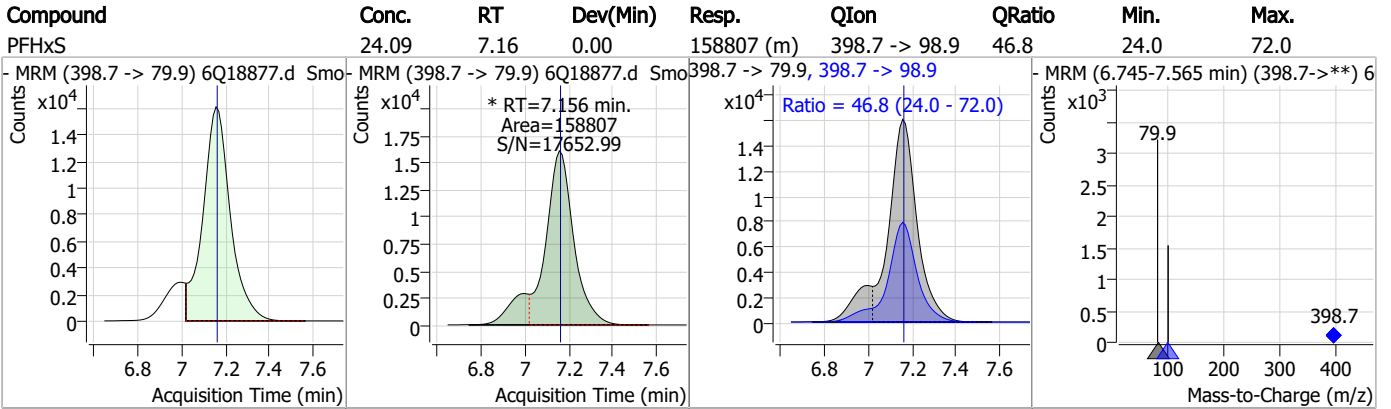 Compound Conc. RT Dev(Min) Resp. QIon QRatio Min. Max.
PFHxS 24.09 7.16 0.00 158807 (m) 398.7 -> 98.9 46.8 24.0 72.0
- MRM (398.7 -> 79.9) 6Q18877.d Smo
Counts
x10⁴
1.4
1.2
1
0.8
0.6
0.4
0.2
0
6.8 7 7.2 7.4 7.6
Acquisition Time (min)
- MRM (398.7 -> 79.9) 6Q18877.d Smo
Counts
x10⁴
* RT=7.156 min.
Area=158807
S/N=17652.99
1.75
1.5
1.25
1
0.75
0.5
0.25
0
6.8 7 7.2 7.4 7.6
Acquisition Time (min)
398.7 -> 79.9, 398.7 -> 98.9
Counts
x10⁴
Ratio = 46.8 (24.0 - 72.0)
1.4
1.2
1
0.8
0.6
0.4
0.2
0
6.8 7 7.2 7.4 7.6
Acquisition Time (min)
- MRM (6.745-7.565 min) (398.7->**) 6
Counts
x10³
79.9
3
2.5
2
1.5
1
0.5
0
398.7
100 200 300 400
Mass-to-Charge (m/z)